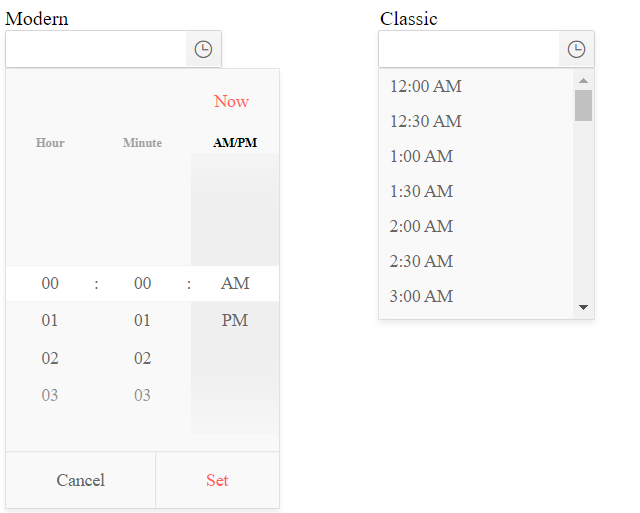 Modern
Now
Hour Minute AM/PM
00 : 00 : AM
01 01 PM
02 02
03 03
Cancel Set
Classic
12:00 AM
12:30 AM
1:00 AM
1:30 AM
2:00 AM
2:30 AM
3:00 AM